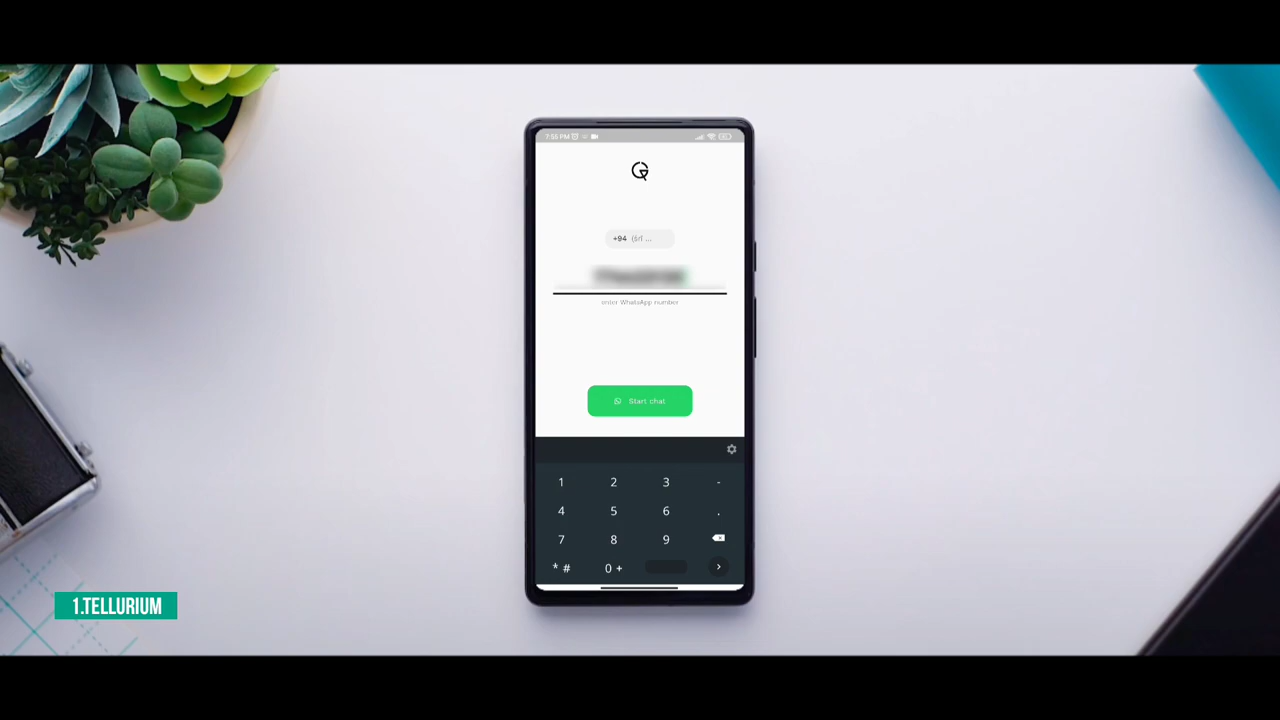 7:55 PM
+94 (śrī ...
enter WhatsApp number
Start chat
1 2 3 -
4 5 6 .
7 8 9
* # 0 +
1.TELLURIUM